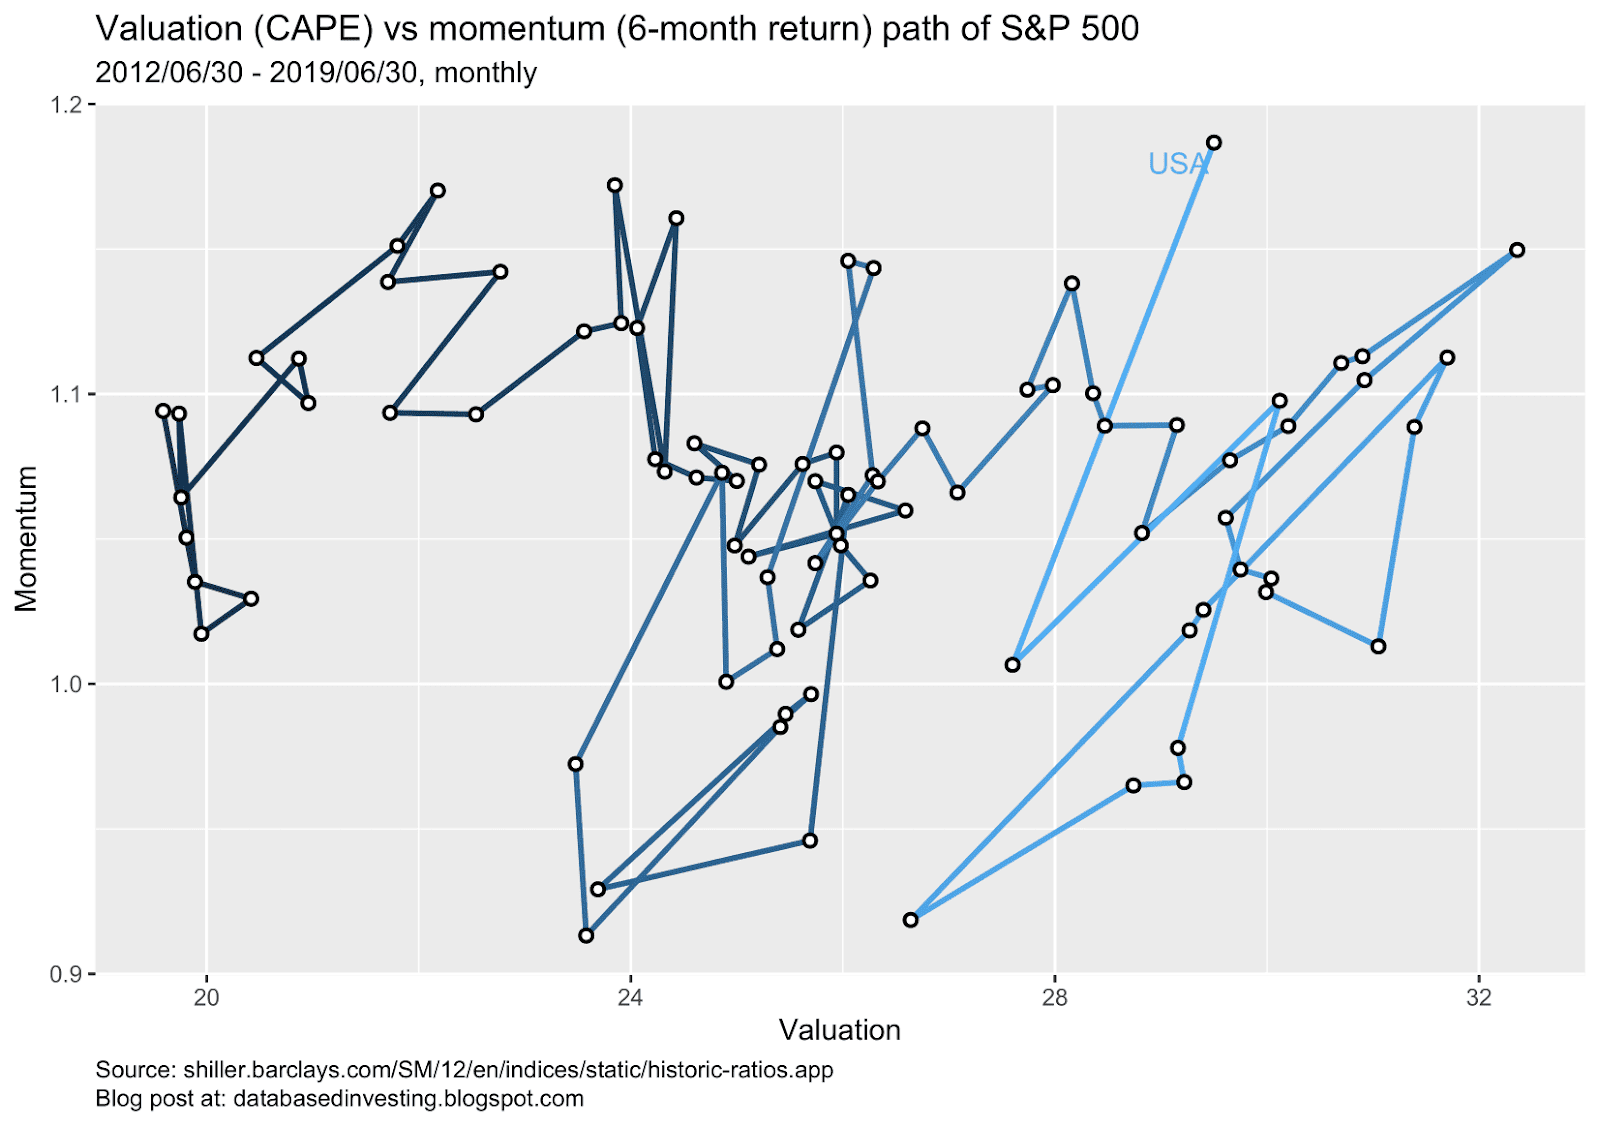 Valuation (CAPE) vs momentum (6-month return) path of S&P 500
2012/06/30 - 2019/06/30, monthly
1.2
1.1
1.0
0.9
Momentum
USA
20
24
28
32
Valuation
Source: shiller.barclays.com/SM/12/en/indices/static/historic-ratios.app
Blog post at: databasedinvesting.blogspot.com